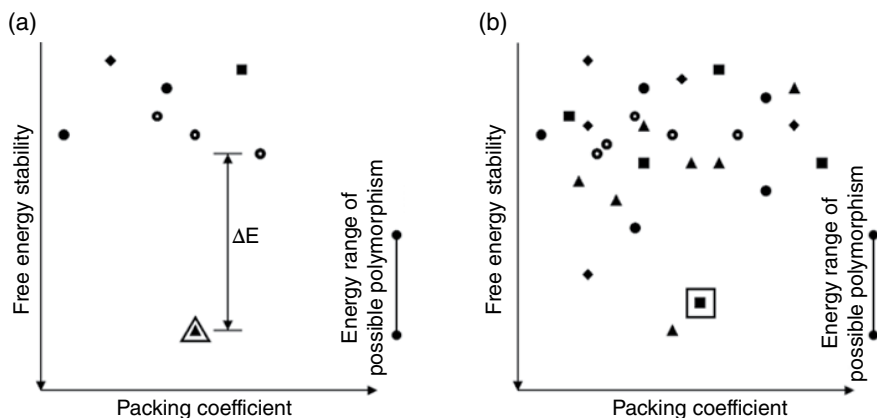 (a)
Free energy stability
ΔE
Energy range of
possible polymorphism
Packing coefficient
(b)
Free energy stability
Energy range of
possible polymorphism
Packing coefficient